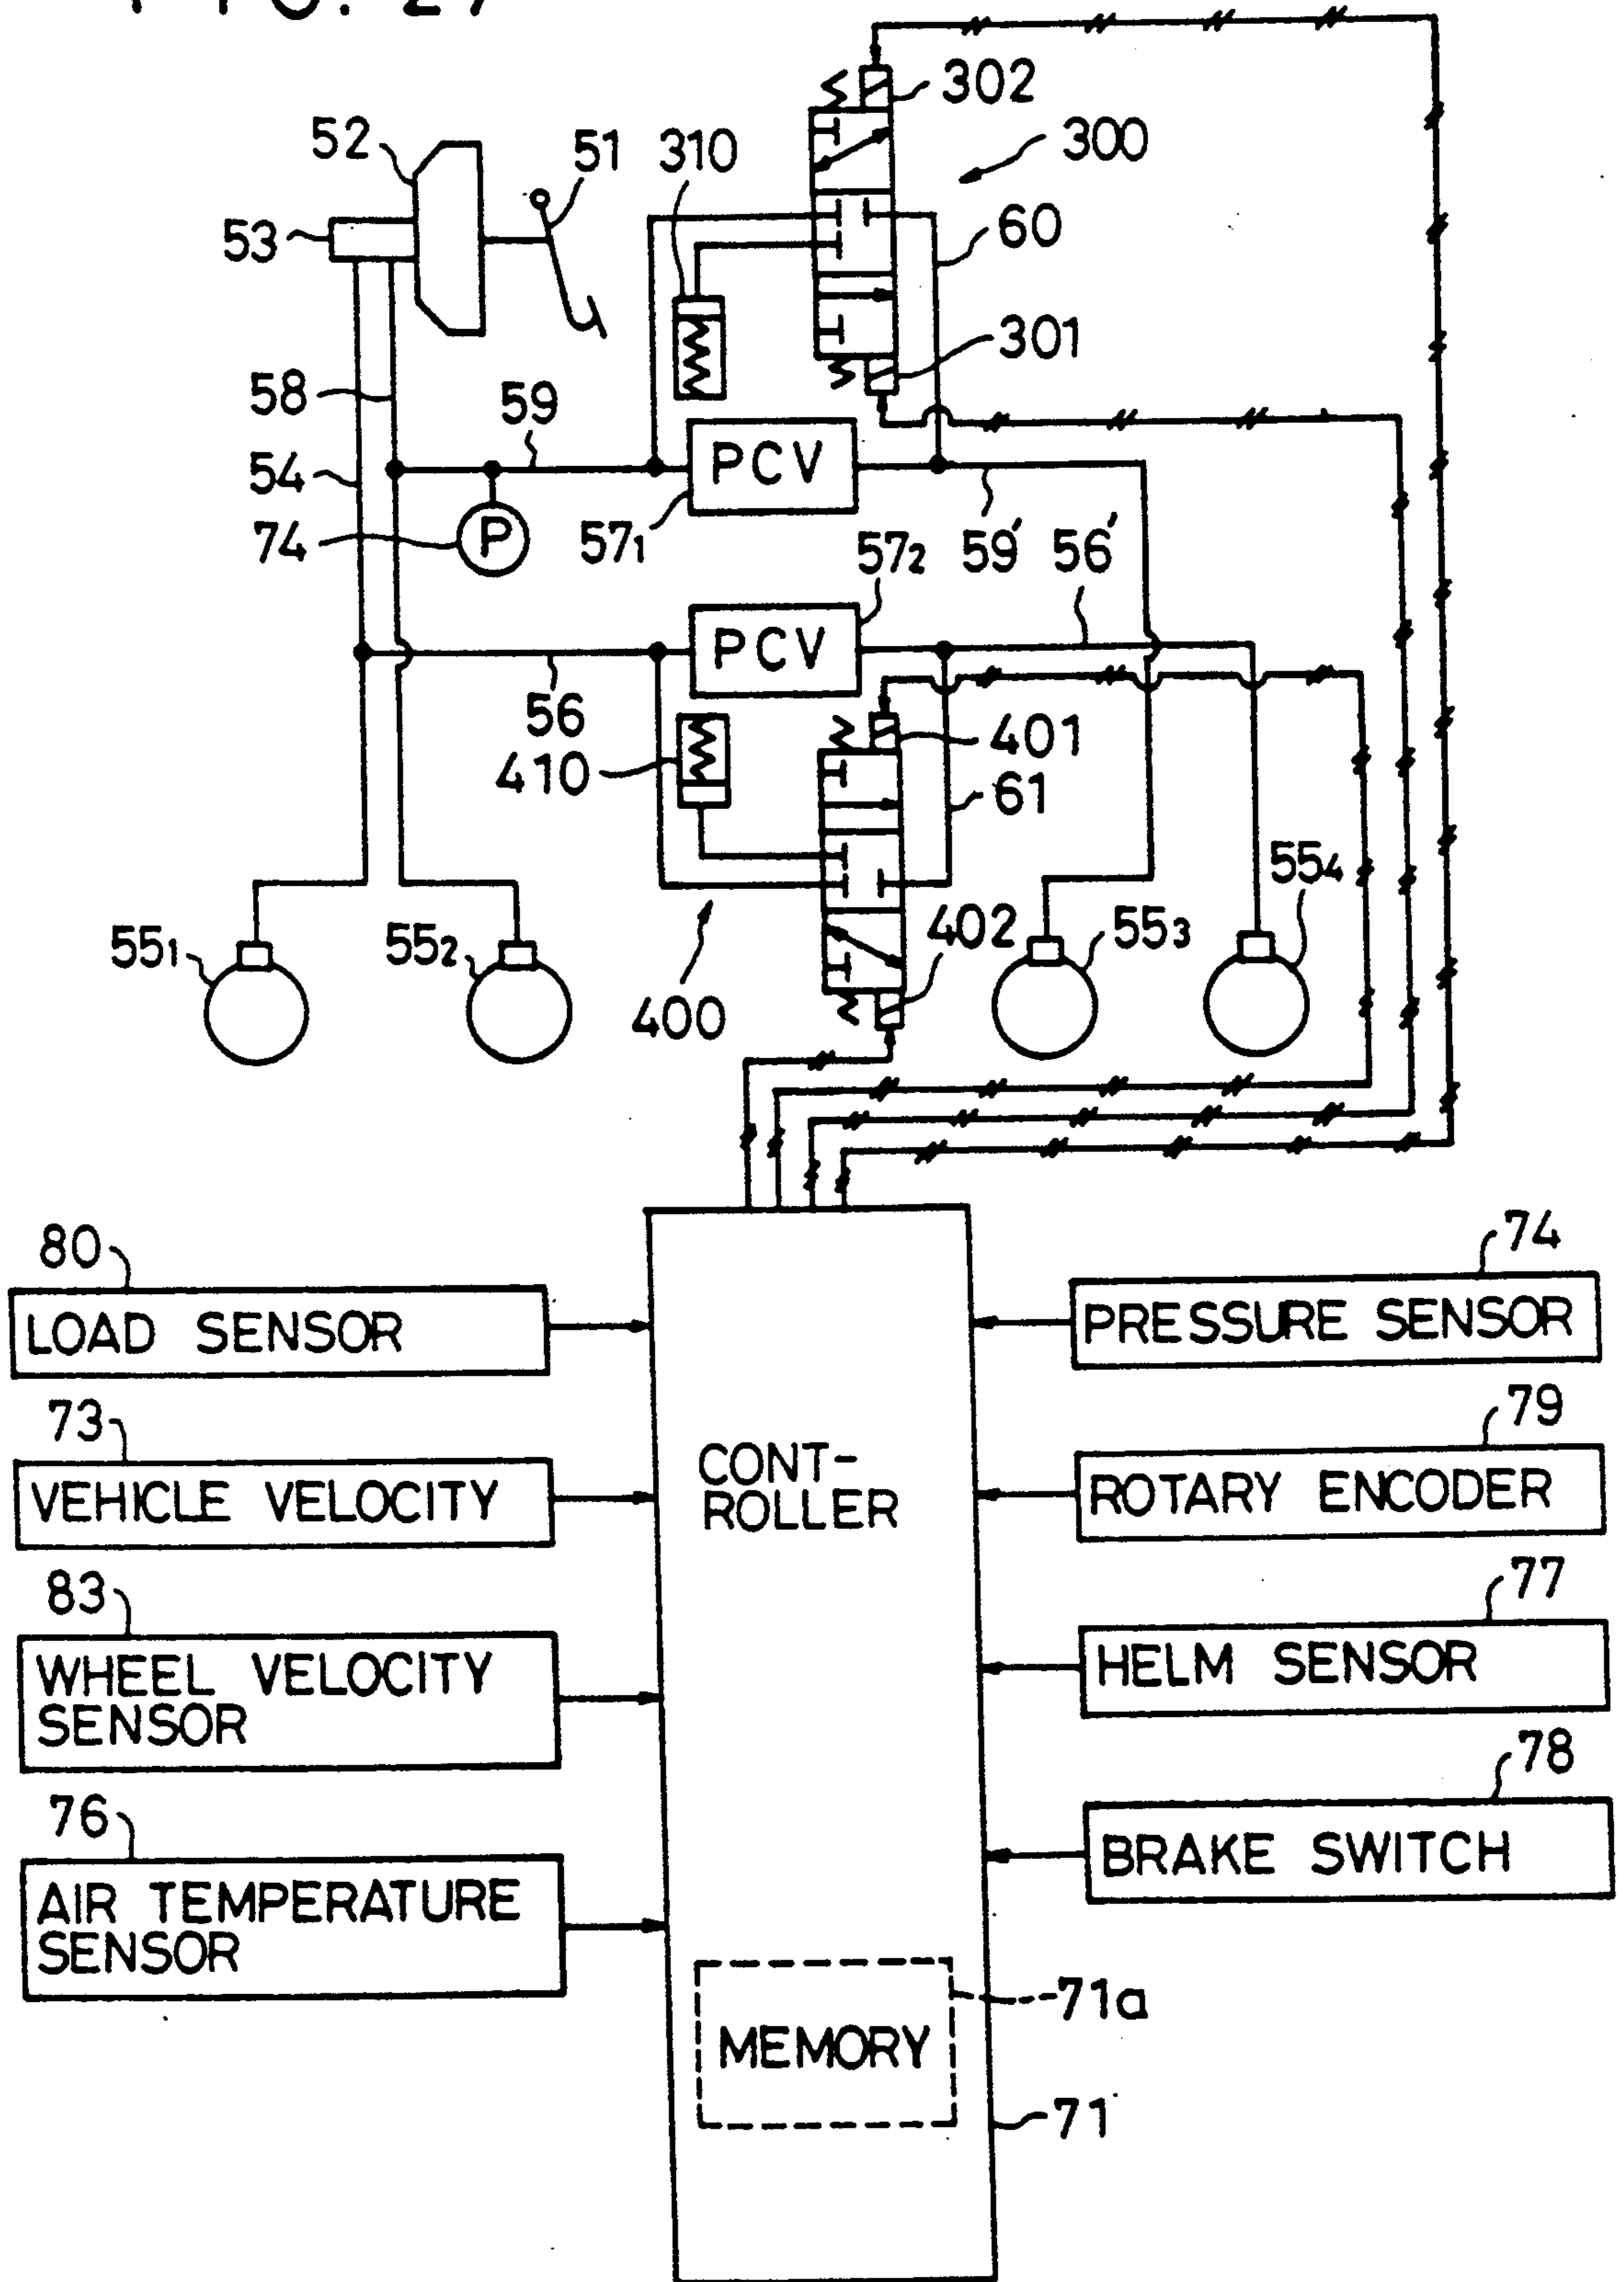 302
52
51
310
300
53
60
301
58
59
54
PCV
74
P
57₁
59'
56'
57₂
PCV
56
401
410
61
55₄
55₁
55₂
402
55₃
400
80
74
LOAD SENSOR
PRESSURE SENSOR
73
79
VEHICLE VELOCITY
CONT-
ROLLER
ROTARY ENCODER
83
77
WHEEL VELOCITY
SENSOR
HELM SENSOR
78
76
BRAKE SWITCH
AIR TEMPERATURE
SENSOR
71a
MEMORY
71